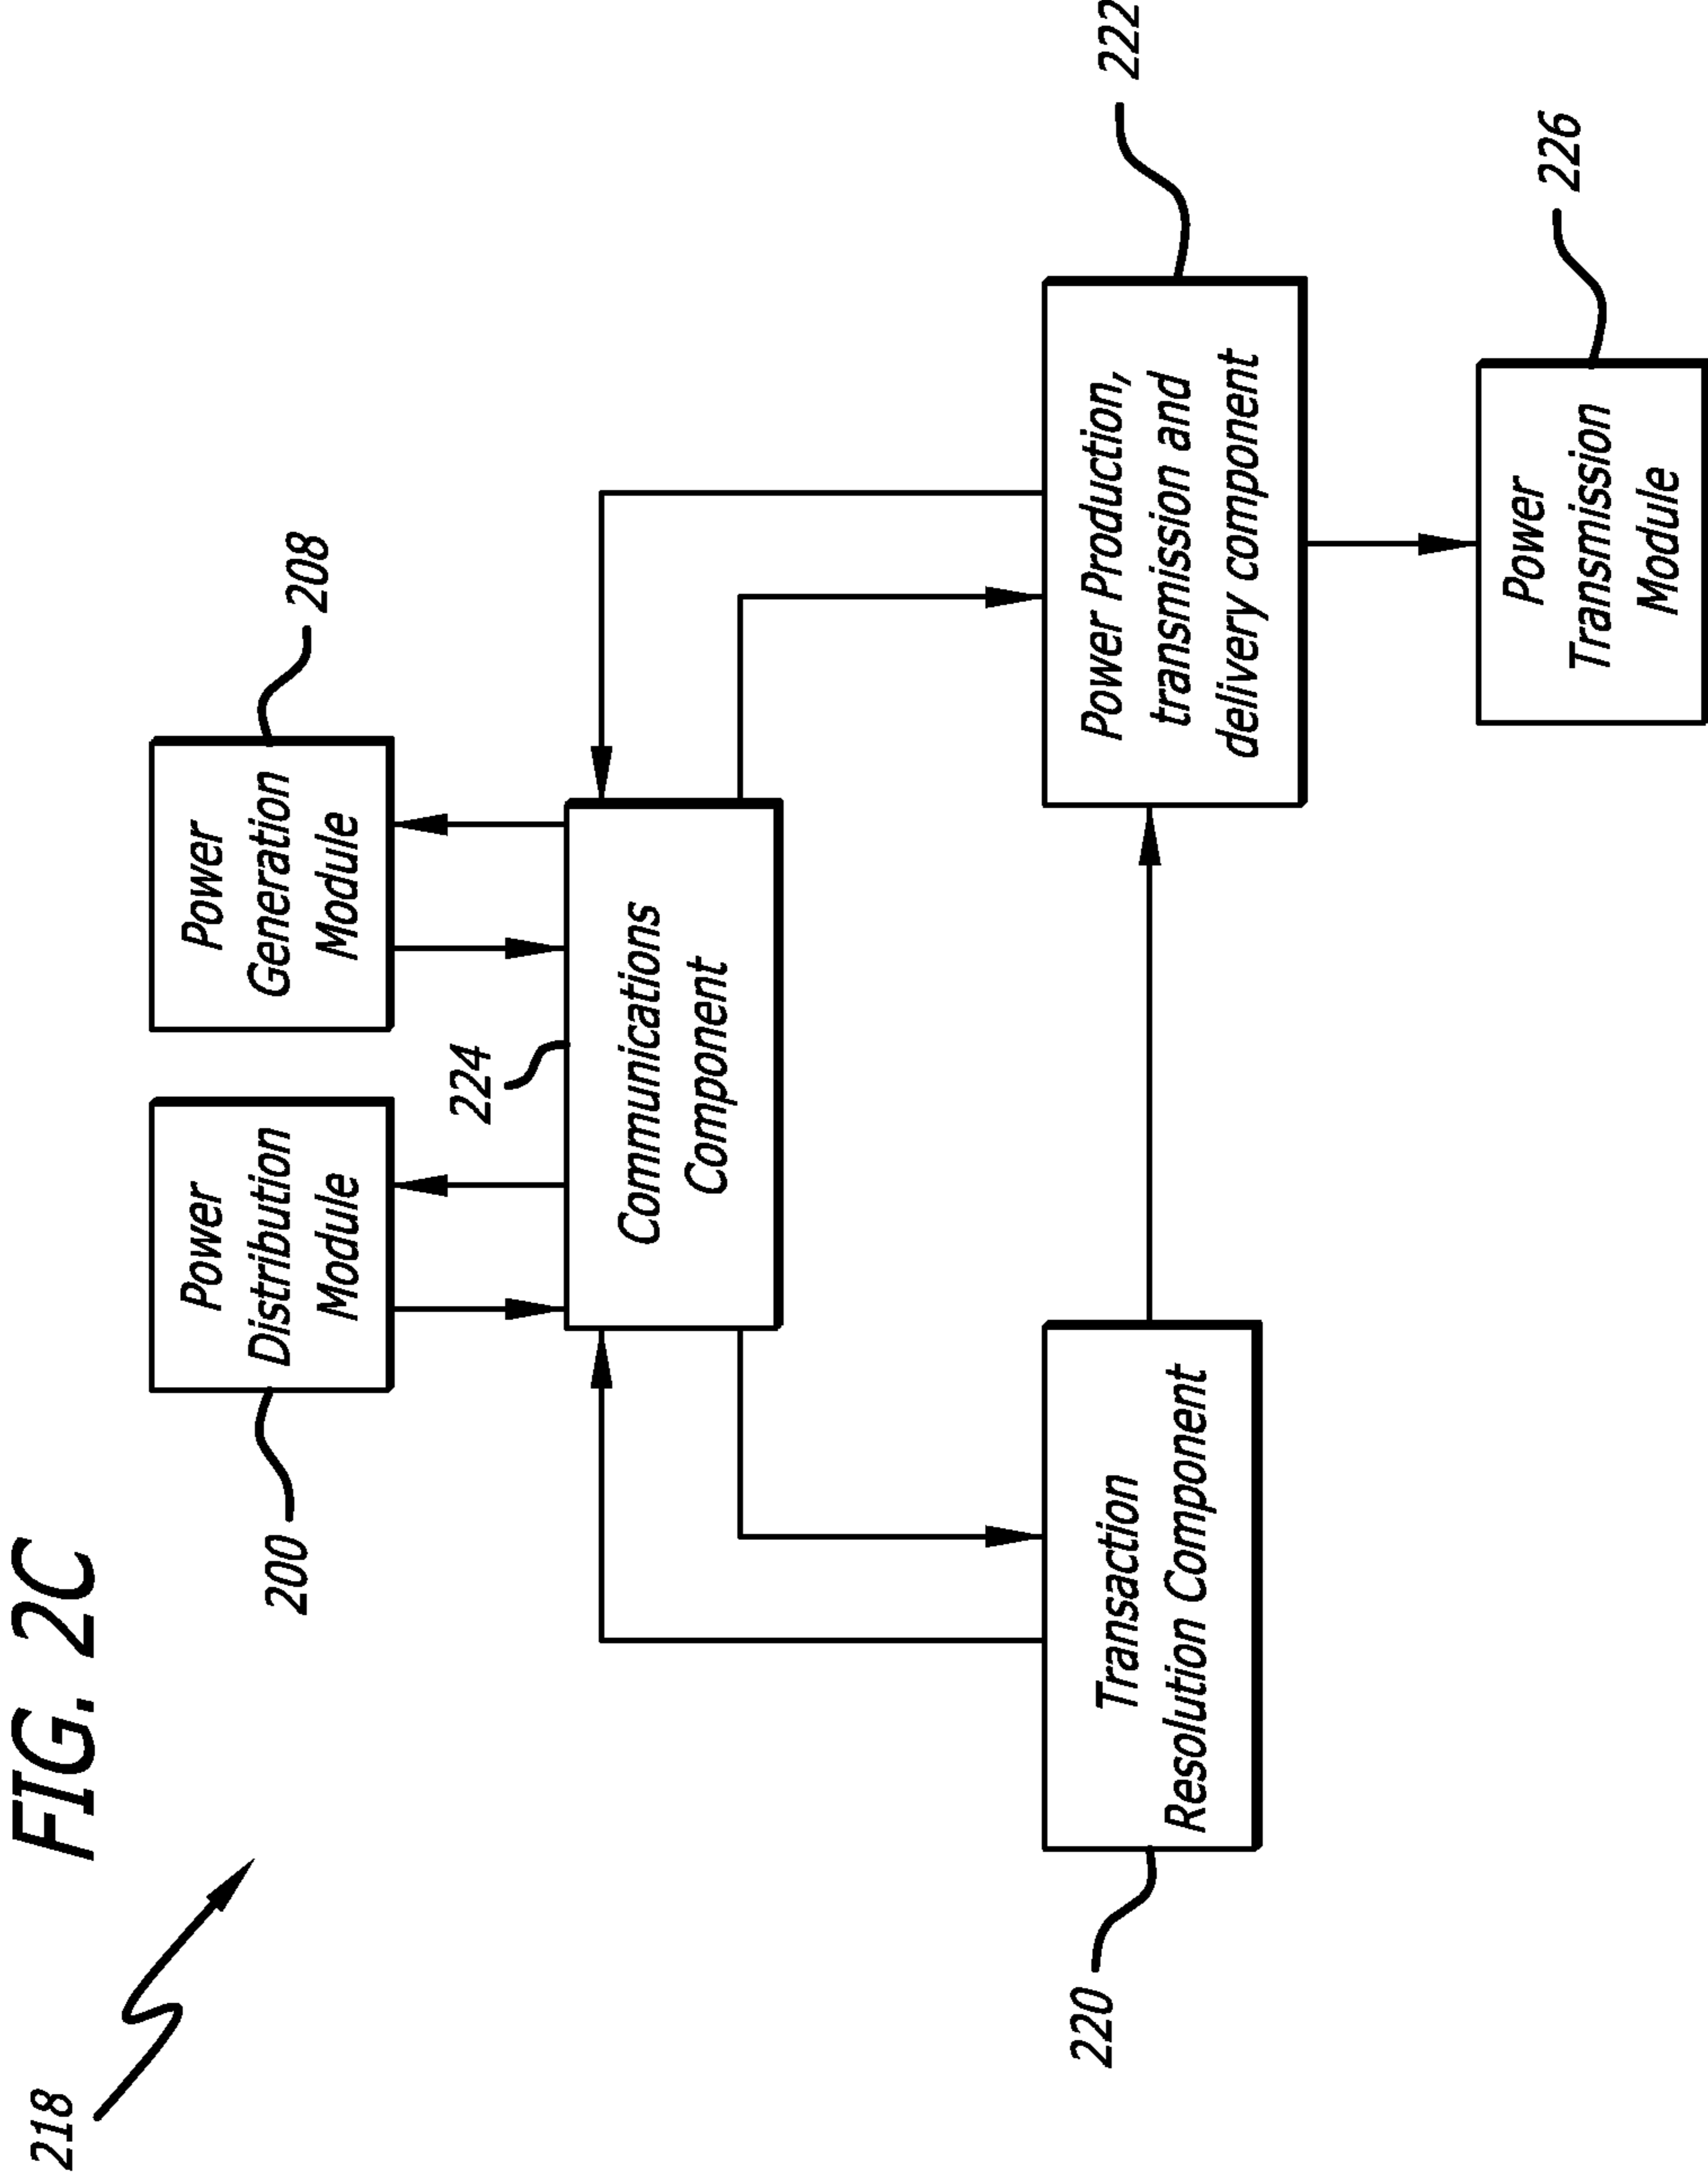 FIG. 2C
218
200
Power
Distribution
Module
Power
Generation
Module
208
224
Communications
Component
220
Transaction
Resolution Component
Power Production,
transmission and
delivery component
222
Power
Transmission
Module
226